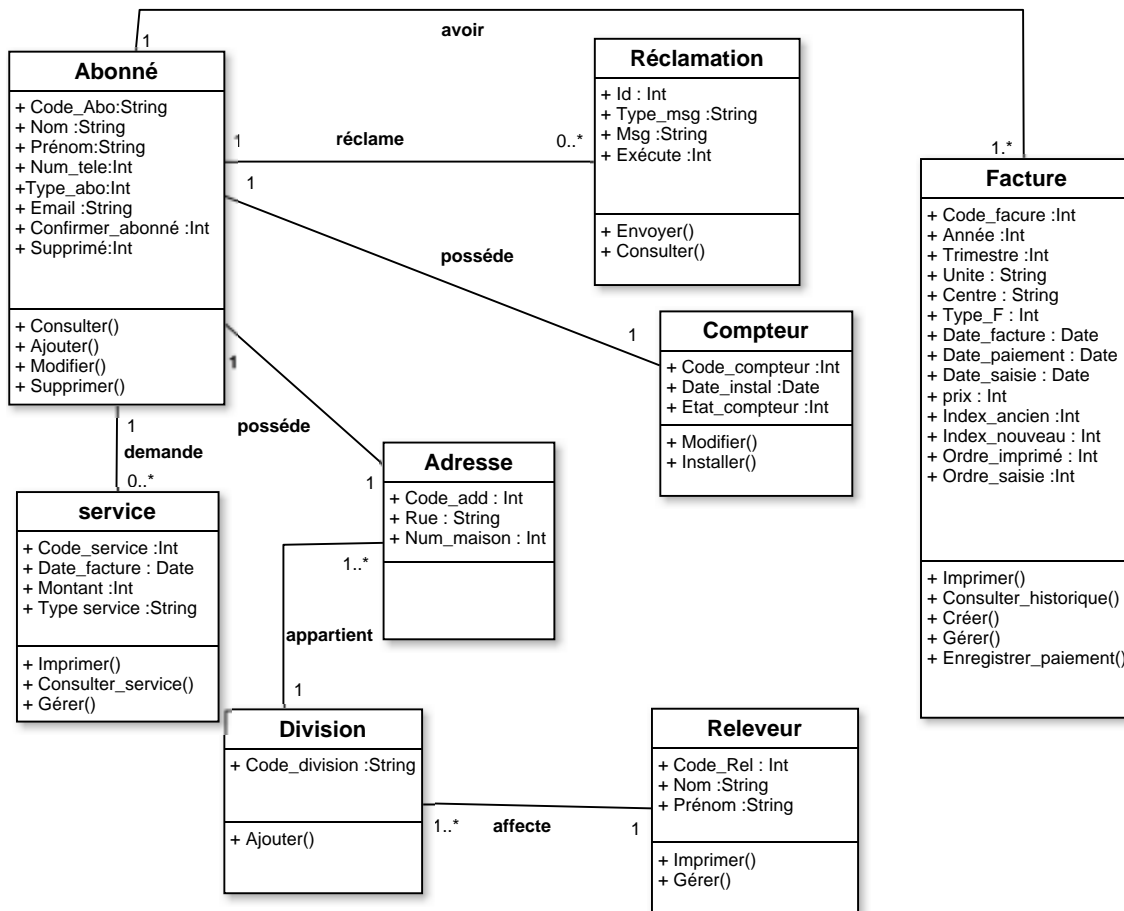 avoir
1
1.*
Abonné
+ Code_Abo:String
+ Nom :String
+ Prénom:String
+ Num_tele:Int
+Type_abo:Int
+ Email :String
+ Confirmer_abonné :Int
+ Supprimé:Int
+ Consulter()
+ Ajouter()
+ Modifier()
+ Supprimer()
1
réclame
0..*
Réclamation
+ Id : Int
+ Type_msg :String
+ Msg :String
+ Exécute :Int
+ Envoyer()
+ Consulter()
1
posséde
1
Compteur
+ Code_compteur :Int
+ Date_instal :Date
+ Etat_compteur :Int
+ Modifier()
+ Installer()
Facture
+ Code_facure :Int
+ Année :Int
+ Trimestre :Int
+ Unite : String
+ Centre : String
+ Type_F : Int
+ Date_facture : Date
+ Date_paiement : Date
+ Date_saisie : Date
+ prix : Int
+ Index_ancien :Int
+ Index_nouveau : Int
+ Ordre_imprimé : Int
+ Ordre_saisie :Int
+ Imprimer()
+ Consulter_historique()
+ Créer()
+ Gérer()
+ Enregistrer_paiement()
1
posséde
1
Adresse
+ Code_add : Int
+ Rue : String
+ Num_maison : Int
1
demande
0..*
service
+ Code_service :Int
+ Date_facture : Date
+ Montant :Int
+ Type service :String
+ Imprimer()
+ Consulter_service()
+ Gérer()
1..*
appartient
1
Division
+ Code_division :String
+ Ajouter()
1..*
affecte
1
Releveur
+ Code_Rel : Int
+ Nom :String
+ Prénom :String
+ Imprimer()
+ Gérer()